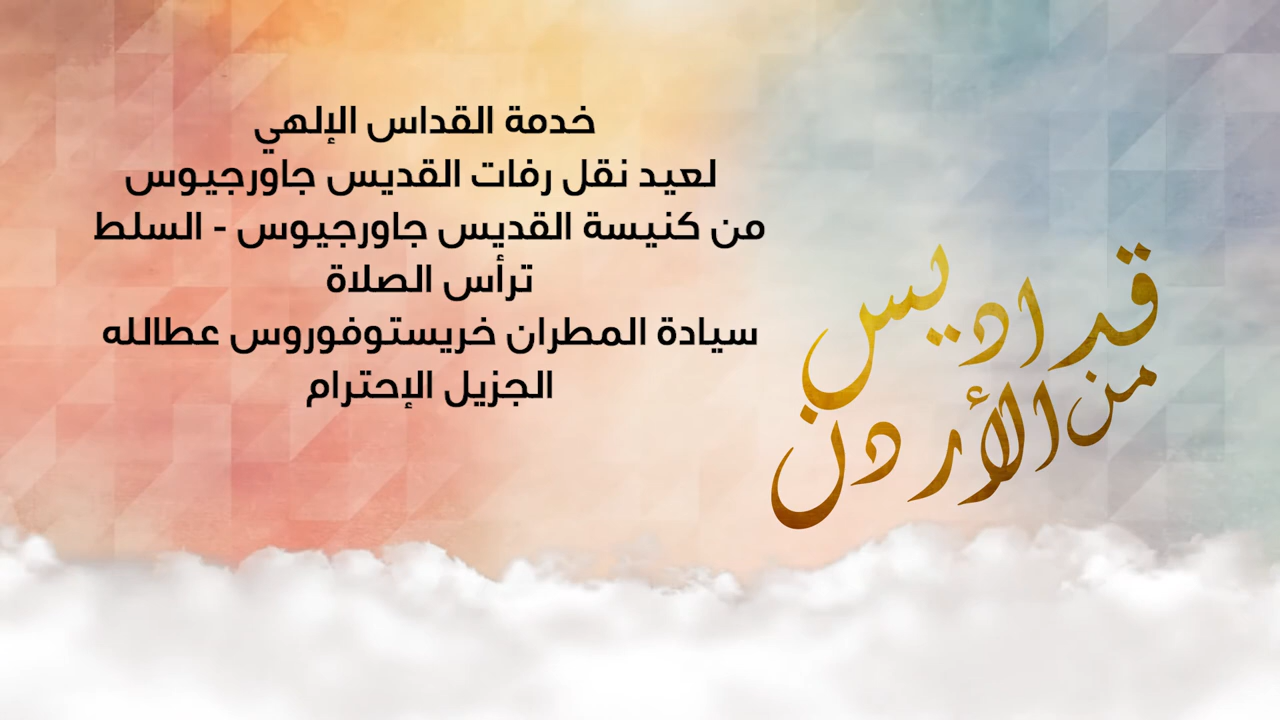 خدمة القداس الإلهي
لعيد نقل رفات القديس جاورجيوس
من كنيسة القديس جاورجيوس - السلط
ترأس الصلاة
سيادة المطران خريستوفوروس عطالله
الجزيل الإحترام
قداديس
من الأردن